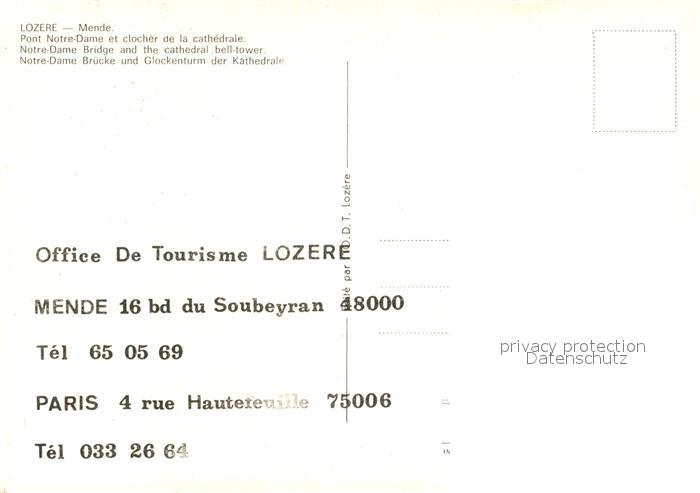 LOZERE — Mende.
Pont Notre-Dame et clocher de la cathédrale.
Notre-Dame Bridge and the cathedral bell-tower.
Notre-Dame Brücke und Glockenturm der Kathedrale.
par O.D.T. Lozère
Office De Tourisme LOZERE
MENDE 16 bd du Soubeyran 48000
Tél 65 05 69
PARIS 4 rue Hautefeuille 75006
Tél 033 26 64
privacy protection
Datenschutz